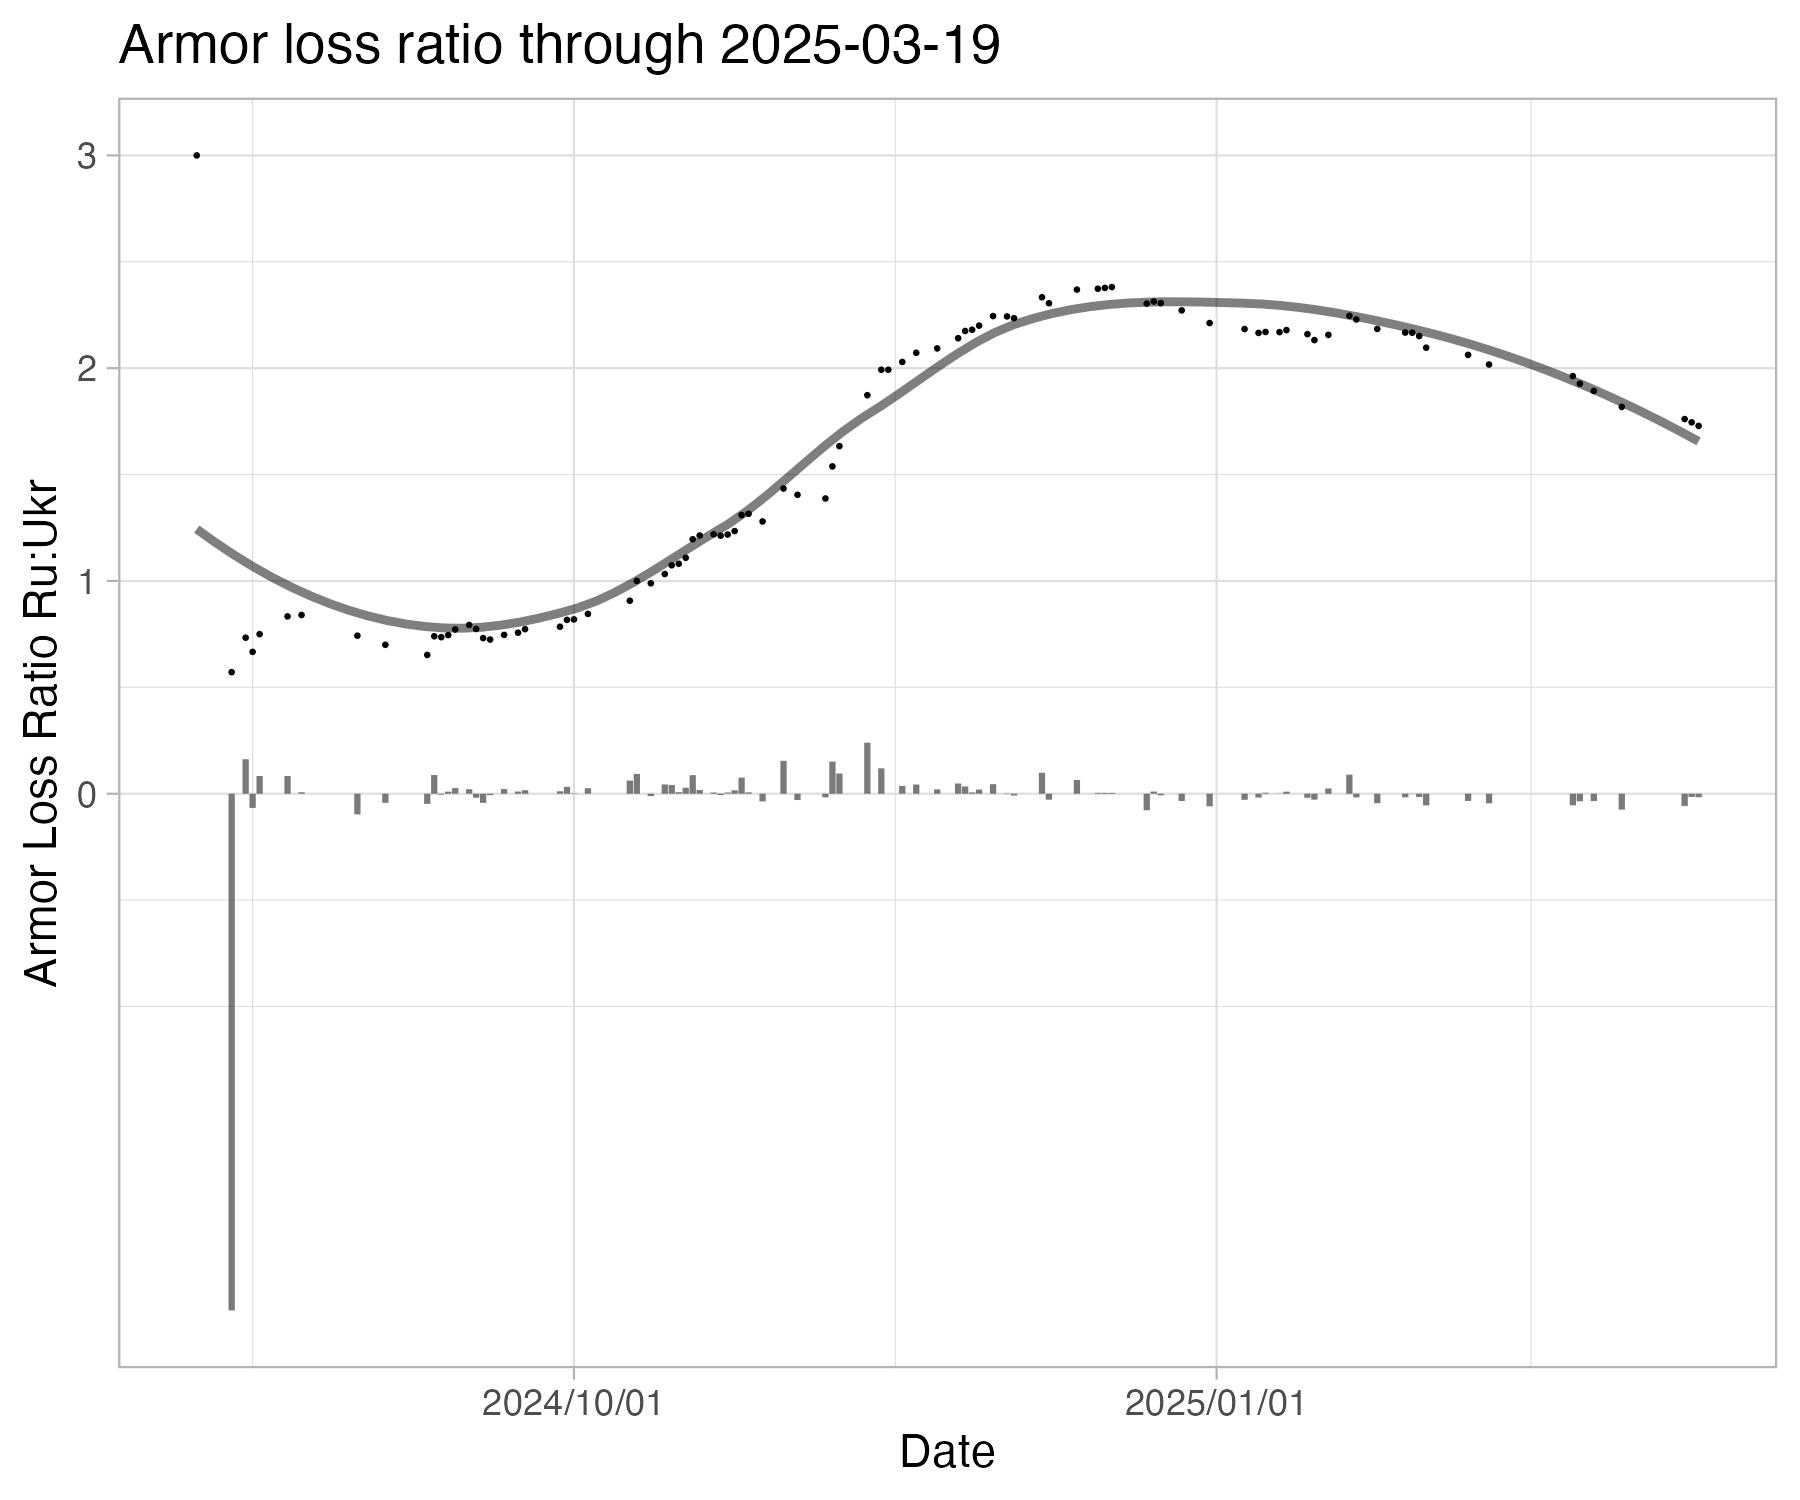 Armor loss ratio through 2025-03-19
Armor Loss Ratio Ru:Ukr
3
2
1
0
2024/10/01
2025/01/01
Date